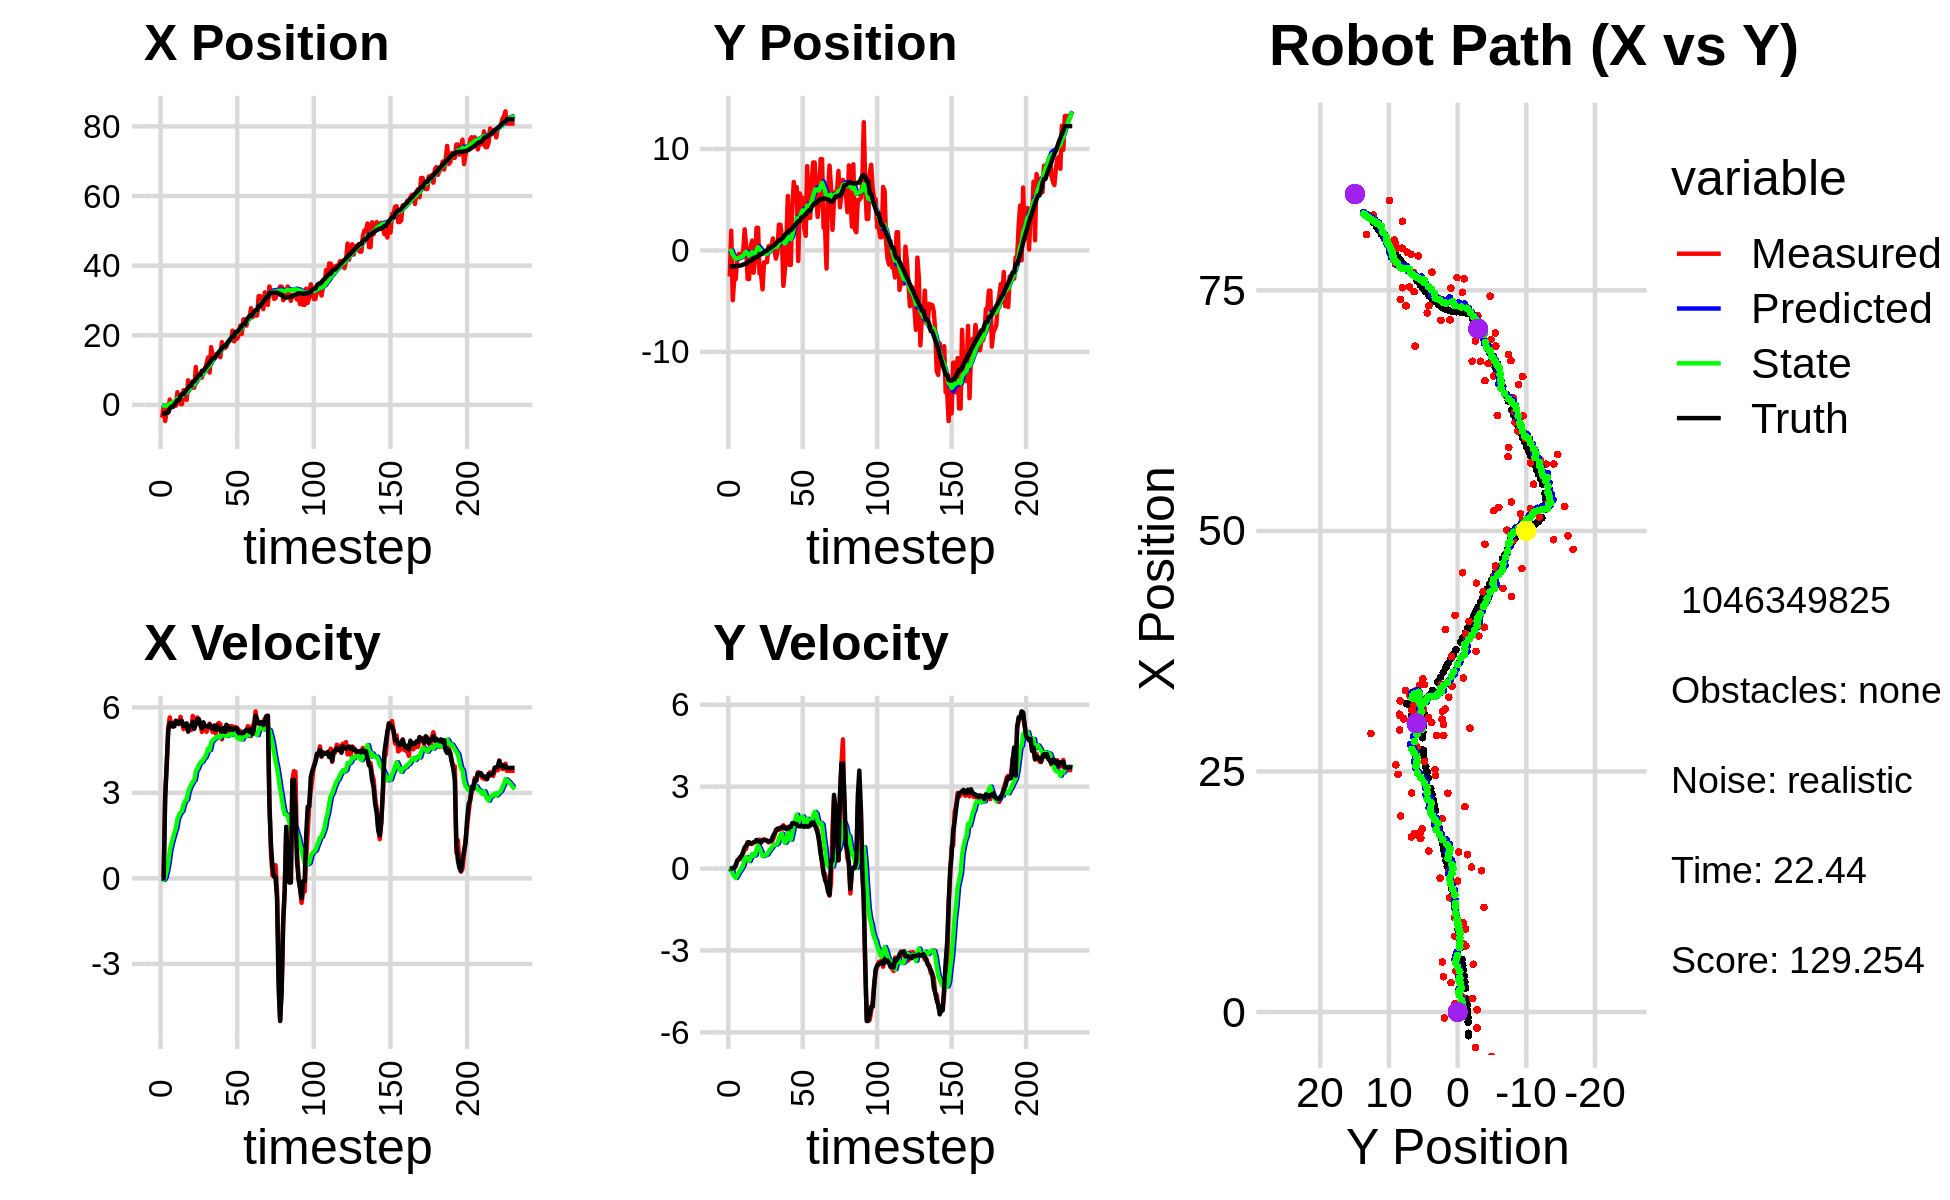 X Position
80
60
40
20
0
0
50
100
150
200
timestep
Y Position
10
0
-10
0
50
100
150
200
timestep
X Velocity
6
3
0
-3
0
50
100
150
200
timestep
Y Velocity
6
3
0
-3
-6
0
50
100
150
200
timestep
Robot Path (X vs Y)
X Position
75
50
25
0
20 10 0 -10 -20
Y Position
variable
Measured
Predicted
State
Truth
1046349825
Obstacles: none
Noise: realistic
Time: 22.44
Score: 129.254